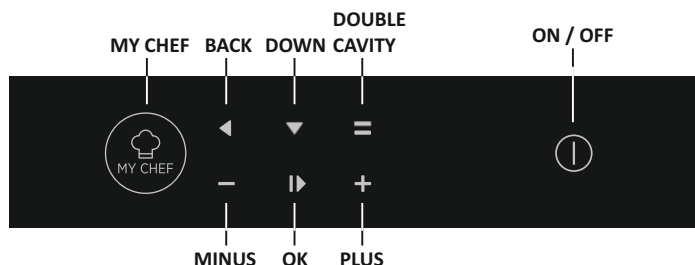 DOUBLE
MY CHEF BACK DOWN CAVITY ON / OFF
MY CHEF
MINUS OK PLUS